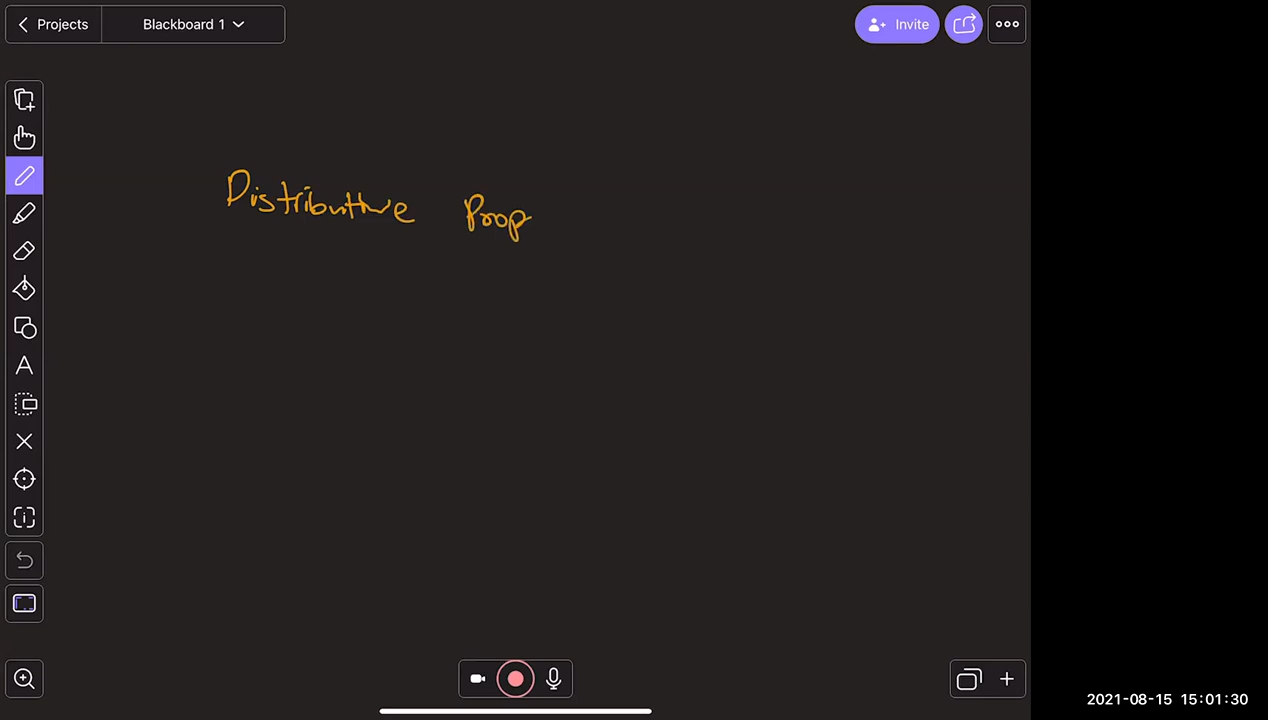 Projects
Blackboard 1
Invite
Distributive Prop
A
2021-08-15 15:01:30